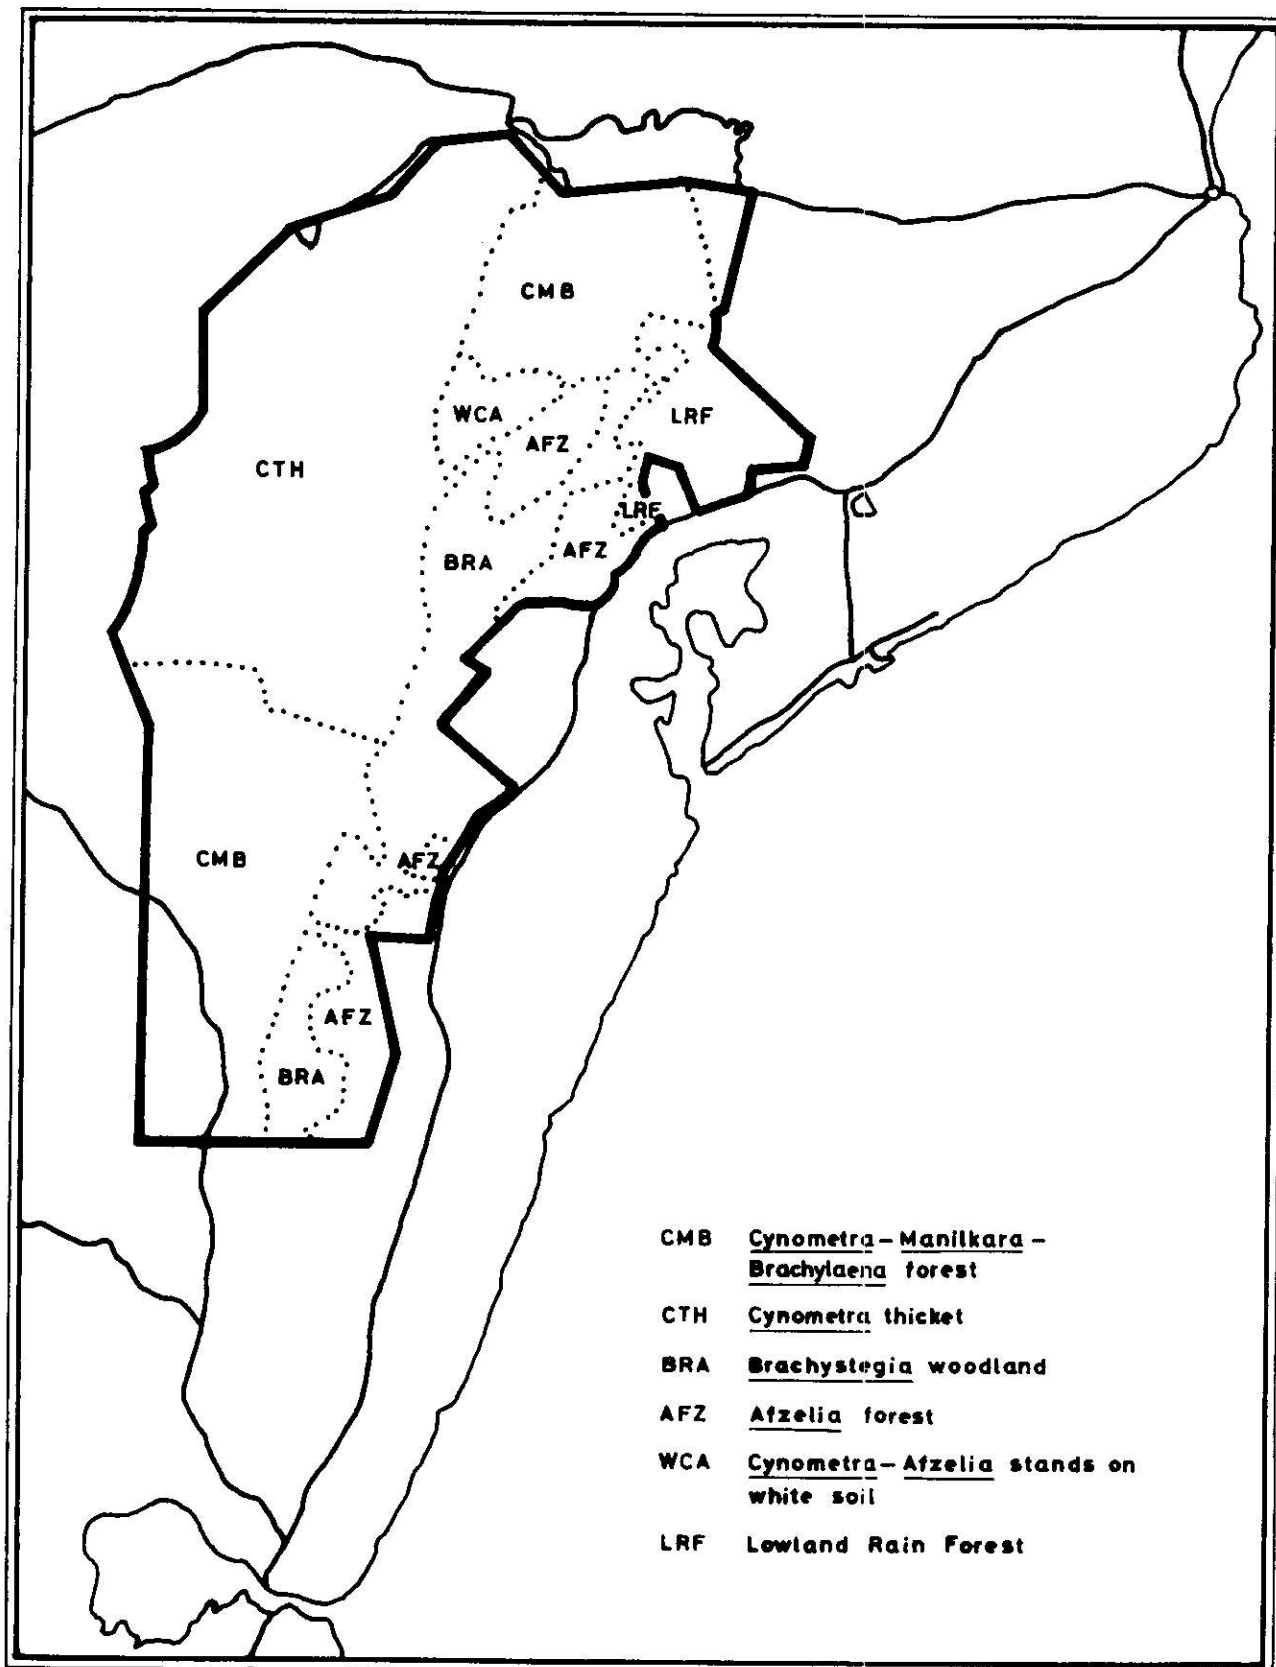 CMB
WCA
AFZ
LRF
CTH
LRF
BRA
AFZ
CMB
AFZ
AFZ
BRA
CMB Cynometra – Manilkara –
Brachylaena forest
CTH Cynometra thicket
BRA Brachystegia woodland
AFZ Afzelia forest
WCA Cynometra – Afzelia stands on
white soil
LRF Lowland Rain Forest